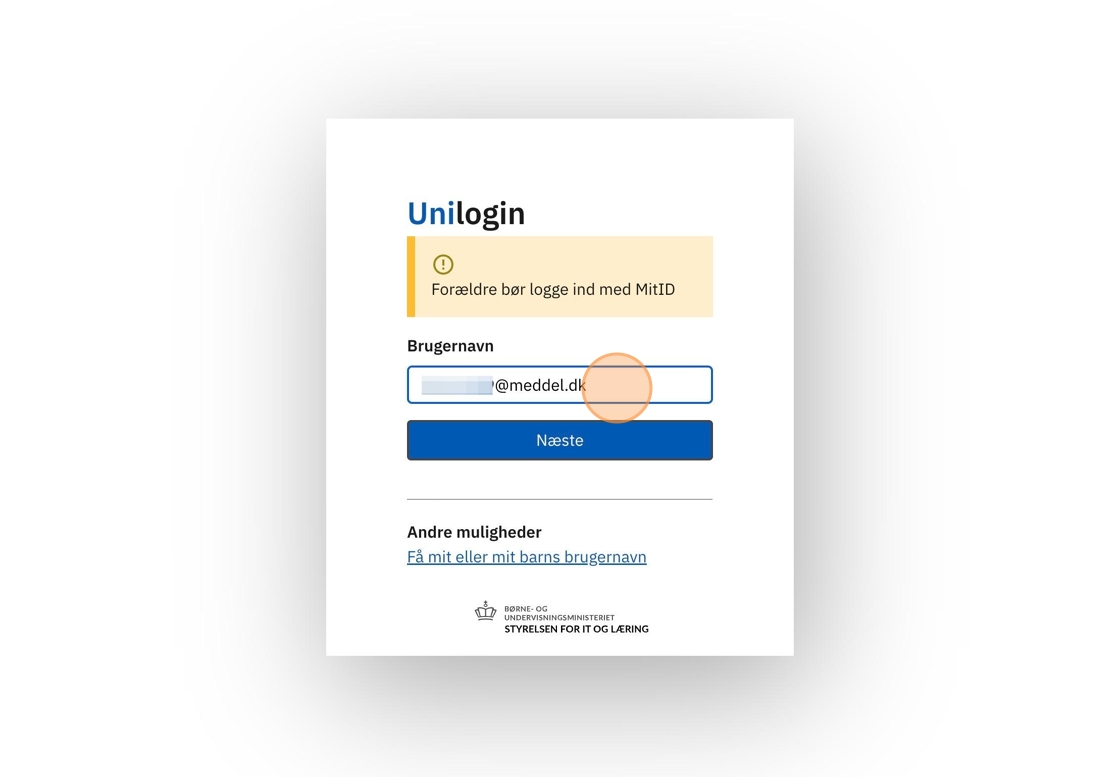 Unilogin
Forældre bør logge ind med MitID
Brugernavn
@meddel.dk
Næste
Andre muligheder
Få mit eller mit barns brugernavn
BØRNE- OG
UNDERVISNINGSMINISTERIET
STYRELSEN FOR IT OG LÆRING